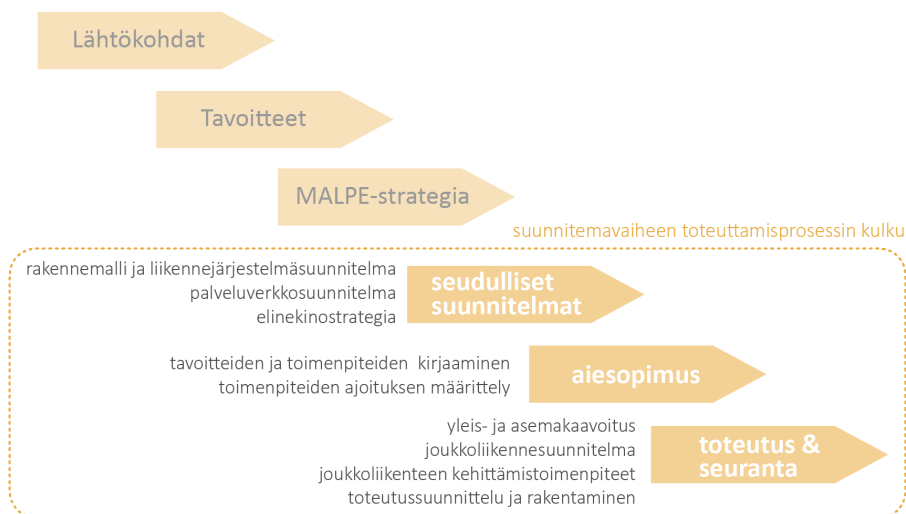 Lähtökohdat
Tavoitteet
MALPE-strategia
suunnitemavaiheen toteuttamisprosessin kulku
rakennemalli ja liikennejärjestelmäsuunnitelma
palveluverkkosuunnitelma
elinekinostrategia
seudulliset
suunnitelmat
tavoitteiden ja toimenpiteiden kirjaaminen
toimenpiteiden ajoituksen määrittely
aiesopimus
yleis- ja asemakaavoitus
joukkoliikennesuunnitelma
joukkoliikenteen kehittämistoimenpiteet
toteutussuunnittelu ja rakentaminen
toteutus &
seuranta